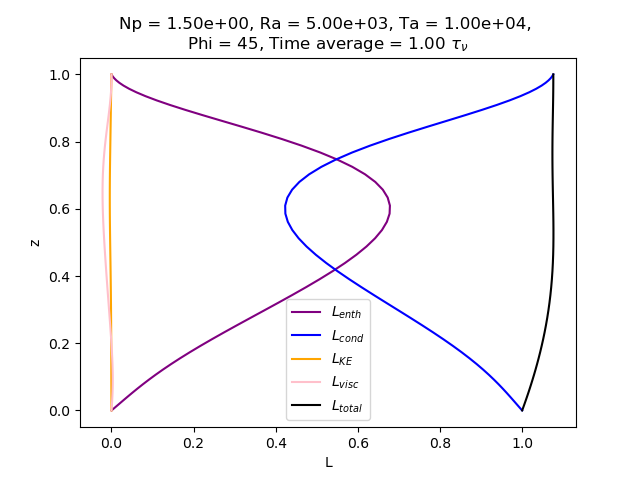 Np = 1.50e+00, Ra = 5.00e+03, Ta = 1.00e+04,
Phi = 45, Time average = 1.00 τ_ν
1.0
0.8
0.6
z
0.4
0.2
0.0
L_enth
L_cond
L_KE
L_visc
L_total
0.0 0.2 0.4 0.6 0.8 1.0
L